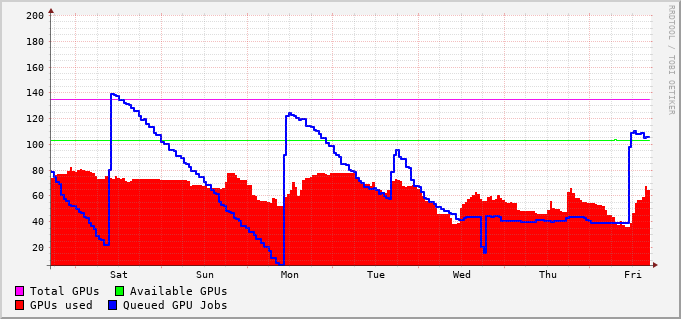 RRDTOOL / TOBI OETIKER
200
180
160
140
120
100
80
60
40
20
Sat Sun Mon Tue Wed Thu Fri
Total GPUs Available GPUs
GPUs used Queued GPU Jobs